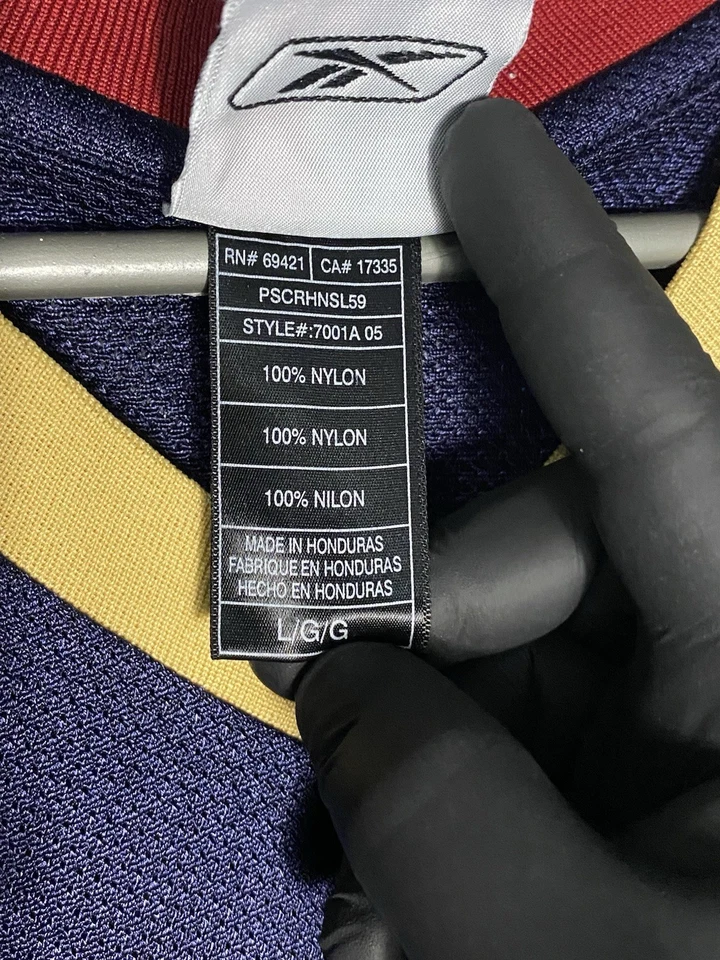 RN# 69421 CA# 17335
PSCRHNSL59
STYLE#:7001A 05
100% NYLON
100% NYLON
100% NILON
MADE IN HONDURAS
FABRIQUE EN HONDURAS
HECHO EN HONDURAS
L/G/G